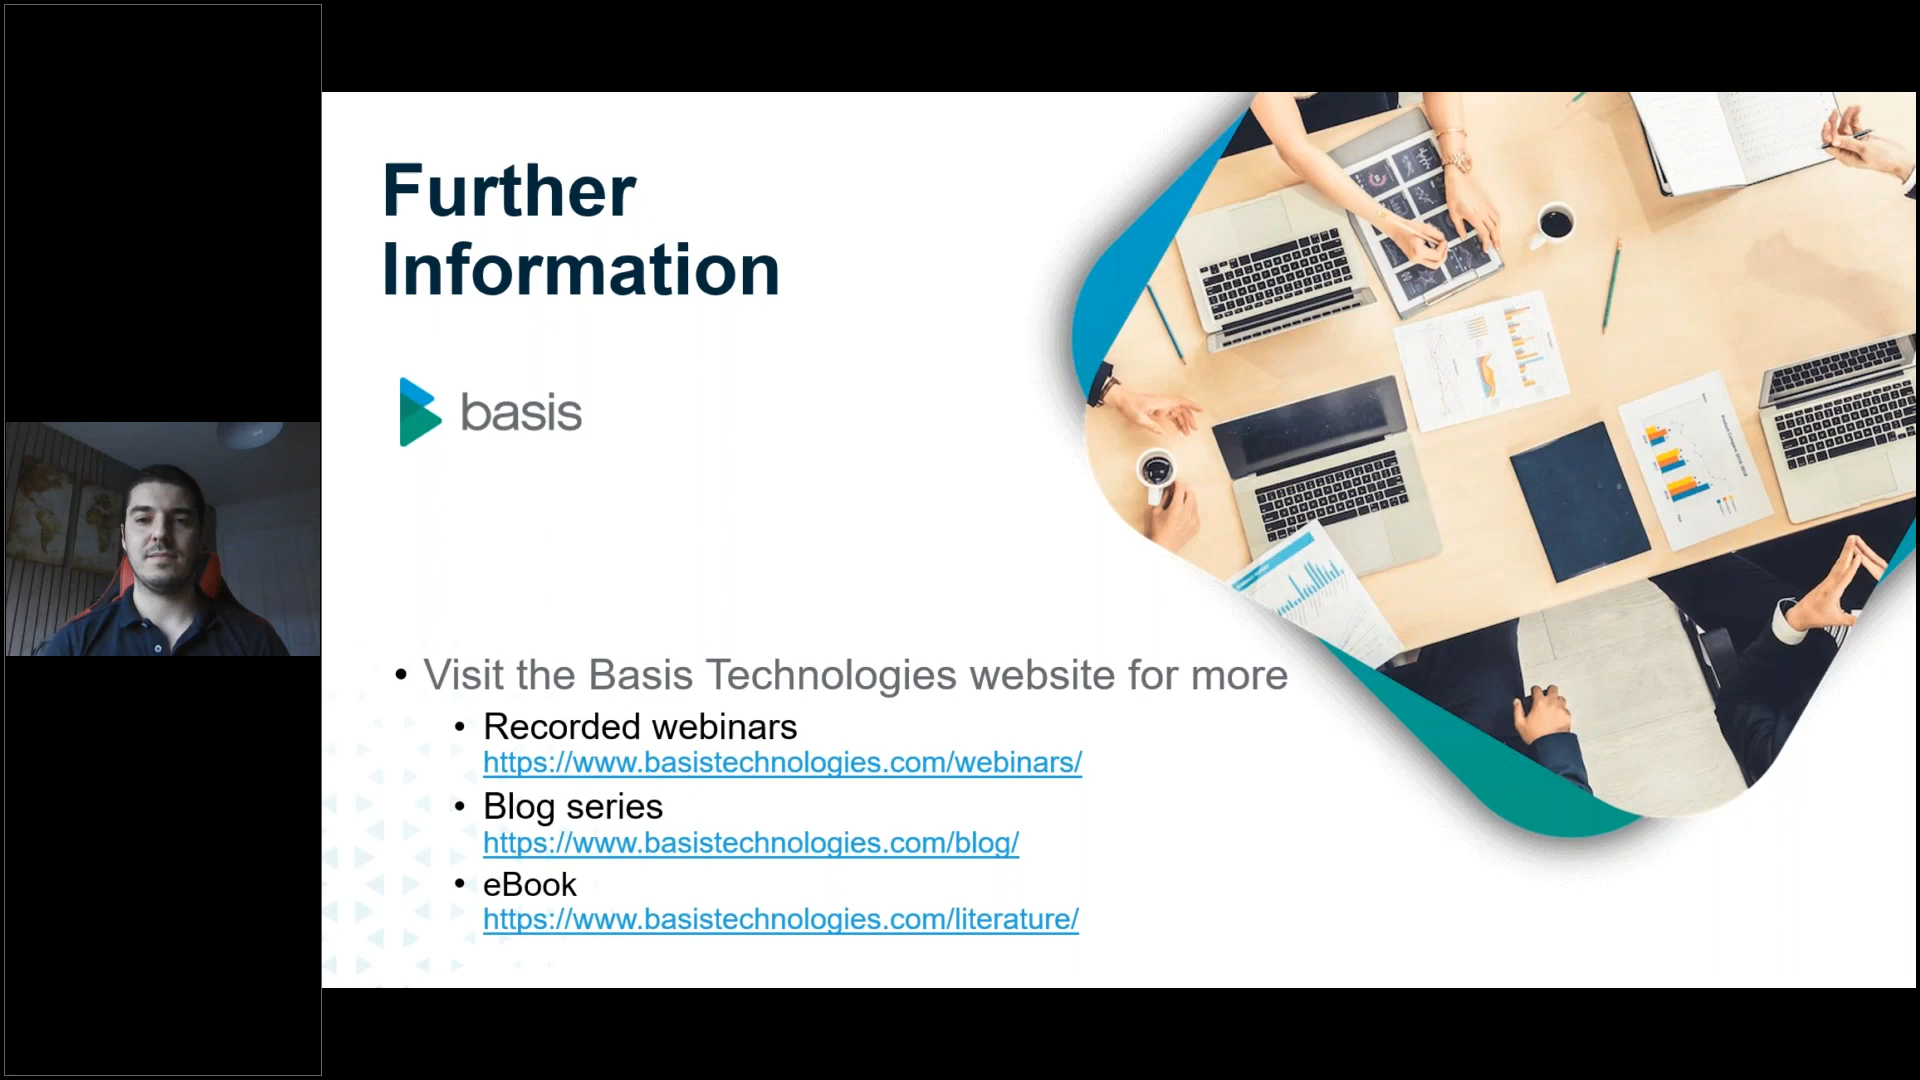 Further
Information
basis
• Visit the Basis Technologies website for more
• Recorded webinars
https://www.basistechnologies.com/webinars/
• Blog series
https://www.basistechnologies.com/blog/
• eBook
https://www.basistechnologies.com/literature/